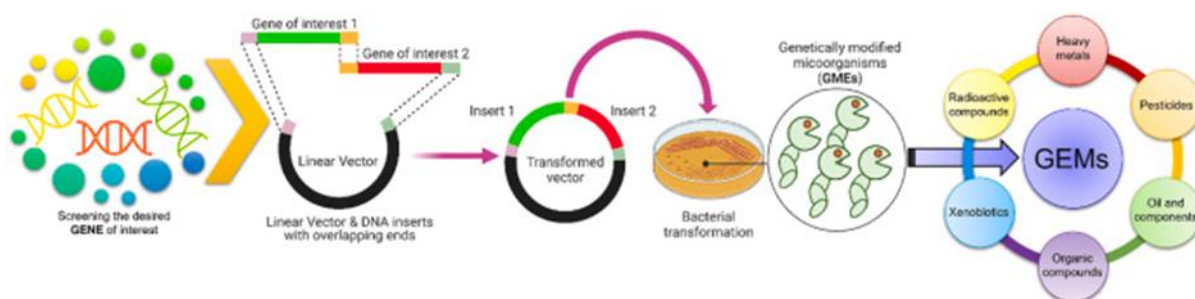 Screening the desired
GENE of interest
Gene of interest 1
Gene of interest 2
Linear Vector
Linear Vector & DNA inserts
with overlapping ends
Insert 1
Insert 2
Transformed
vector
Bacterial
transformation
Genetically modified
micoorganisms
(GMEs)
GEMs
Heavy
metals
Pesticides
Oil and
components
Organic
compounds
Xenobiotics
Radioactive
compounds